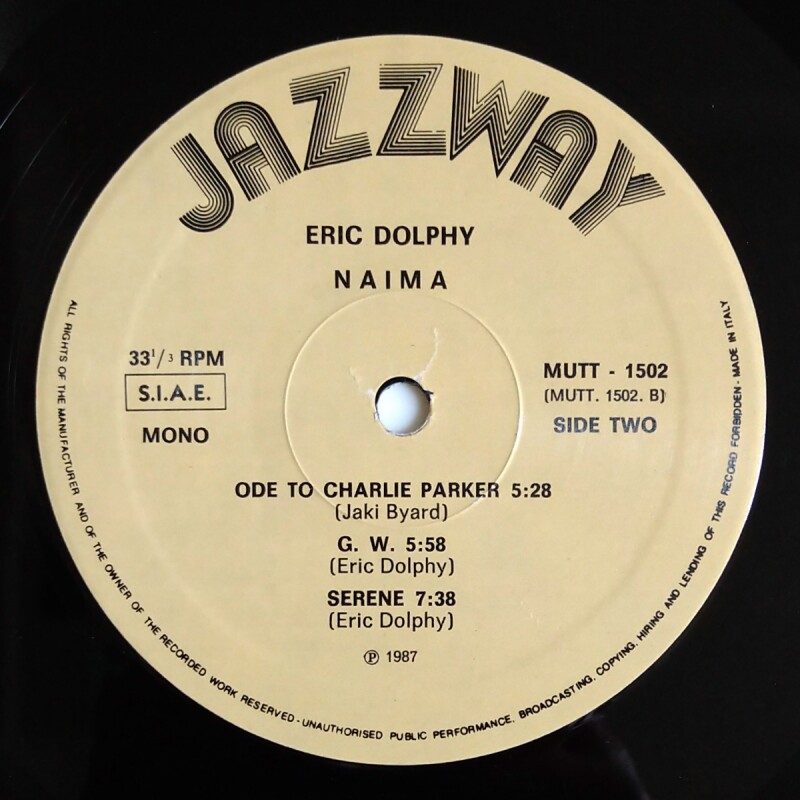 JAZZWAY
ERIC DOLPHY
NAIMA
33 1/3 RPM
S.I.A.E.
MONO
MUTT - 1502
(MUTT. 1502. B)
SIDE TWO
ODE TO CHARLIE PARKER 5:28
(Jaki Byard)
G. W. 5:58
(Eric Dolphy)
SERENE 7:38
(Eric Dolphy)
℗ 1987
ALL RIGHTS OF THE MANUFACTURER AND OF THE OWNER OF THE RECORDED WORK RESERVED - UNAUTHORISED PUBLIC PERFORMANCE, BROADCASTING, COPYING, HIRING AND LENDING OF THIS RECORD FORBIDDEN - MADE IN ITALY